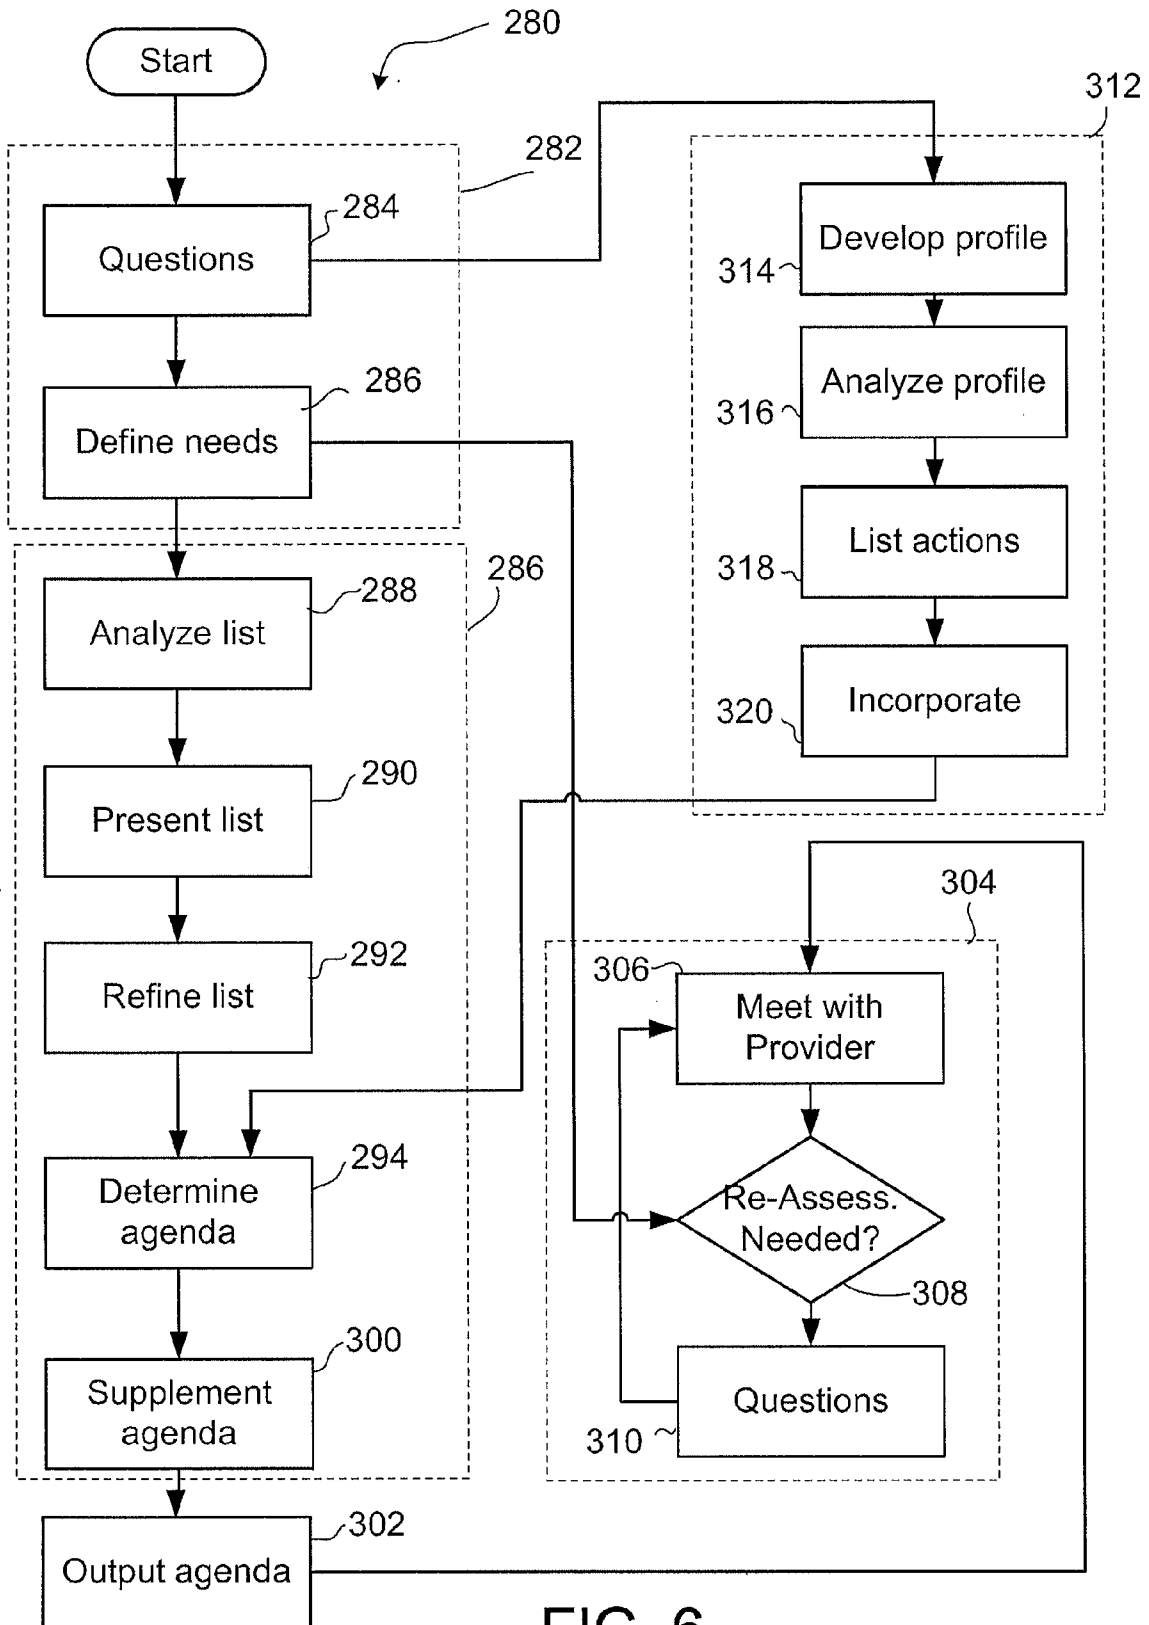 280
Start
312
282
284
Questions
Develop profile
314
286
Define needs
Analyze profile
316
List actions
318
286
288
Analyze list
Incorporate
320
290
Present list
304
292
Refine list
306
Meet with
Provider
294
Determine
agenda
Re-Assess.
Needed?
308
300
Supplement
agenda
Questions
310
302
Output agenda
FIG. 6